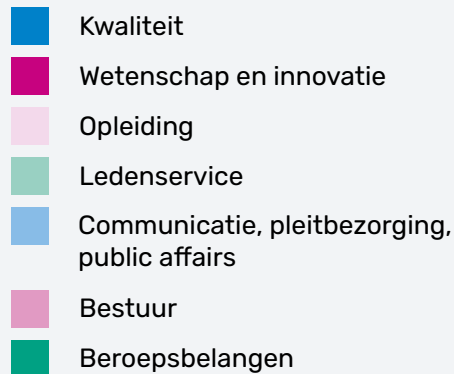 Kwaliteit
Wetenschap en innovatie
Opleiding
Ledenservice
Communicatie, pleitbezorging,
public affairs
Bestuur
Beroepsbelangen